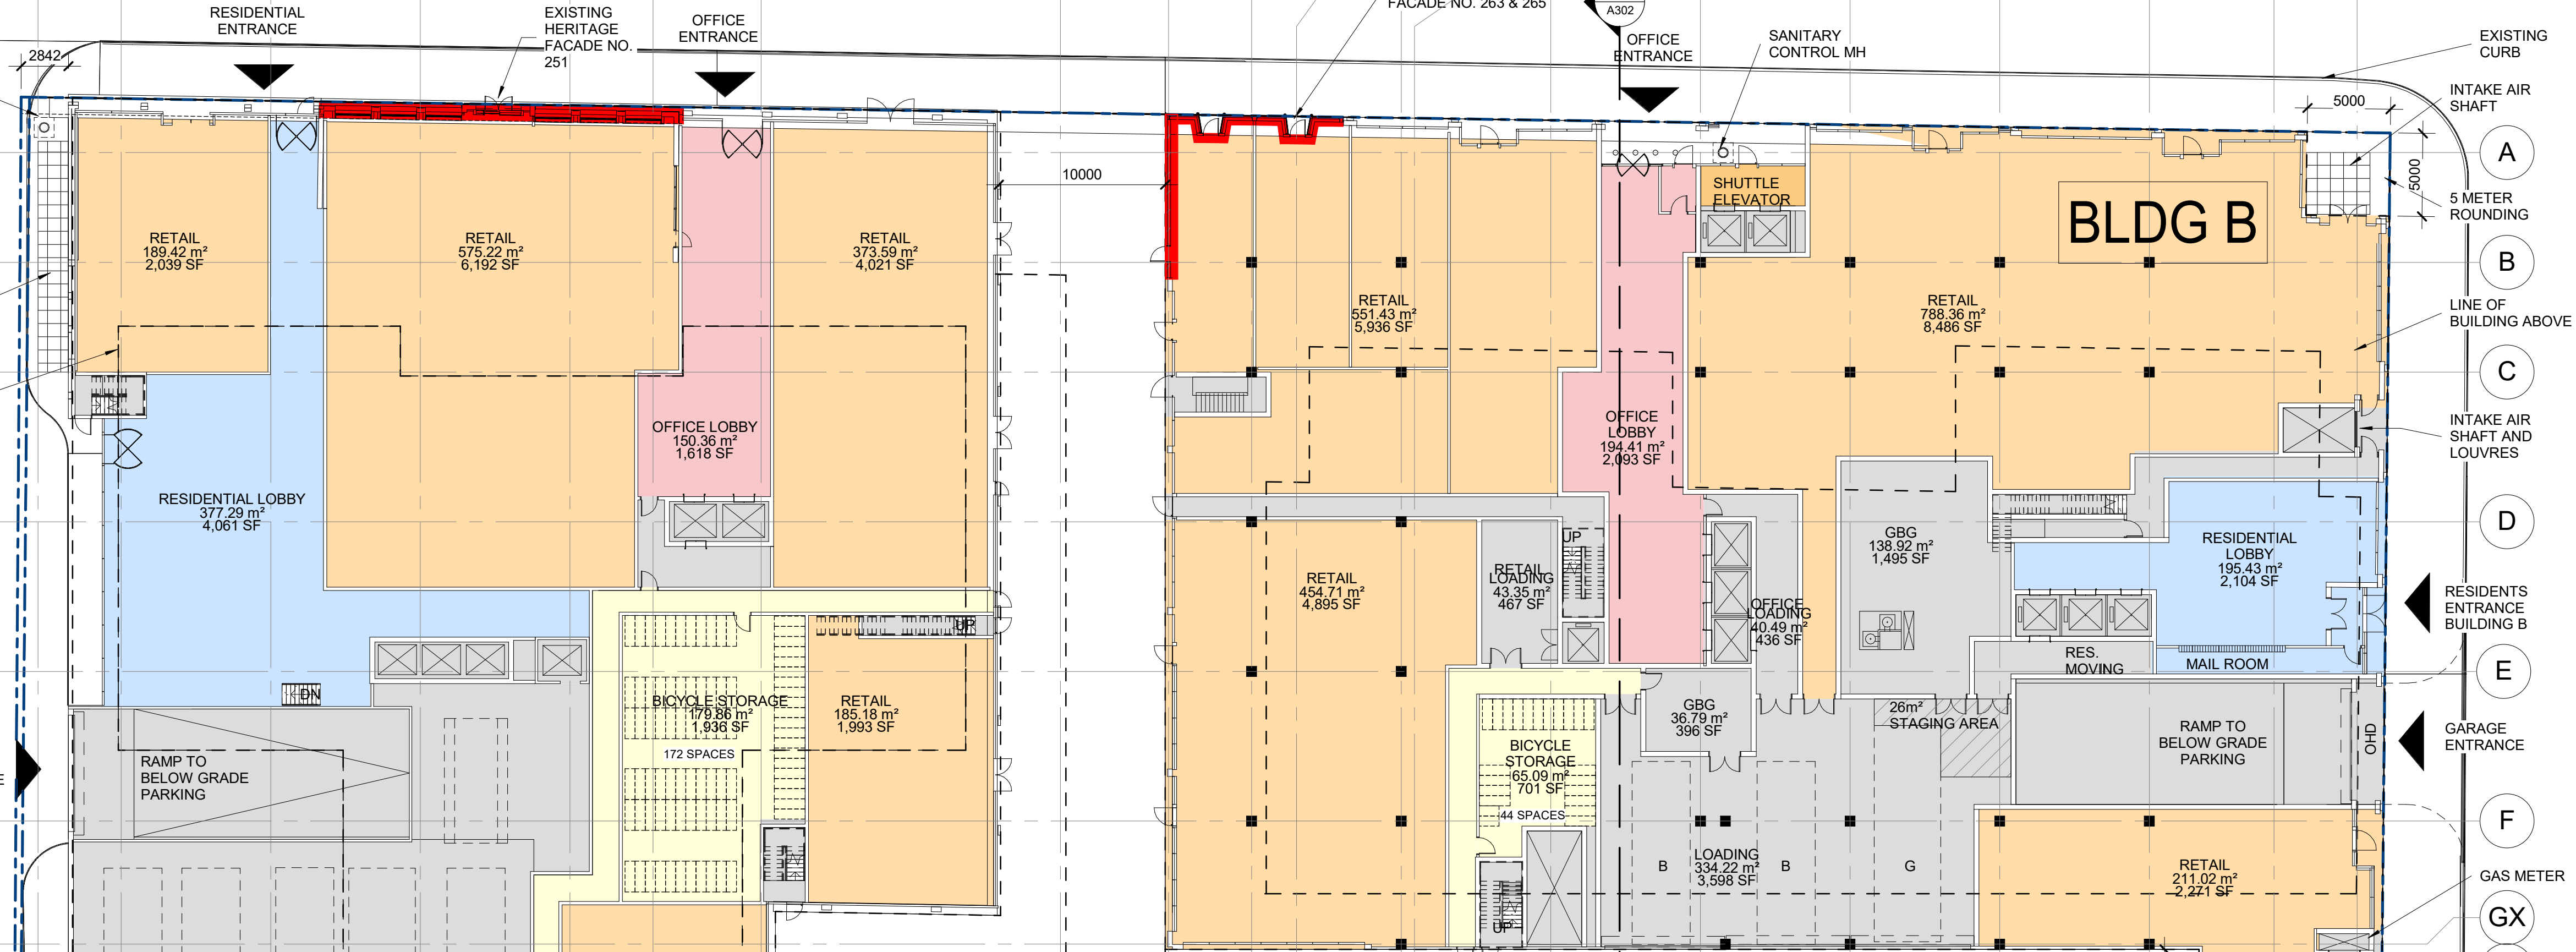 RESIDENTIAL
ENTRANCE
EXISTING
HERITAGE
FACADE NO.
251
OFFICE
ENTRANCE
FACADE NO. 263 & 265
A302
OFFICE
ENTRANCE
SANITARY
CONTROL MH
EXISTING
CURB
2842
10000
5000
5000
INTAKE AIR
SHAFT
5 METER
ROUNDING
LINE OF
BUILDING ABOVE
INTAKE AIR
SHAFT AND
LOUVRES
RESIDENTS
ENTRANCE
BUILDING B
GARAGE
ENTRANCE
GAS METER
A
B
C
D
E
F
GX
BLDG B
RETAIL
189.42 m²
2,039 SF
RETAIL
575.22 m²
6,192 SF
RETAIL
373.59 m²
4,021 SF
OFFICE LOBBY
150.36 m²
1,618 SF
RESIDENTIAL LOBBY
377.29 m²
4,061 SF
DN
UP
BICYCLE STORAGE
179.86 m²
1,936 SF
172 SPACES
RETAIL
185.18 m²
1,993 SF
RAMP TO
BELOW GRADE
PARKING
E
RETAIL
551.43 m²
5,936 SF
SHUTTLE
ELEVATOR
RETAIL
788.36 m²
8,486 SF
OFFICE
LOBBY
194.41 m²
2,093 SF
RETAIL
454.71 m²
4,895 SF
RETAIL
LOADING
43.35 m²
467 SF
UP
OFFICE
LOADING
40.49 m²
436 SF
GBG
138.92 m²
1,495 SF
RESIDENTIAL
LOBBY
195.43 m²
2,104 SF
RES.
MOVING
MAIL ROOM
GBG
36.79 m²
396 SF
26m²
STAGING AREA
RAMP TO
BELOW GRADE
PARKING
OHD
BICYCLE
STORAGE
65.09 m²
701 SF
44 SPACES
UP
B
LOADING
334.22 m²
3,598 SF
B
G
RETAIL
211.02 m²
2,271 SF